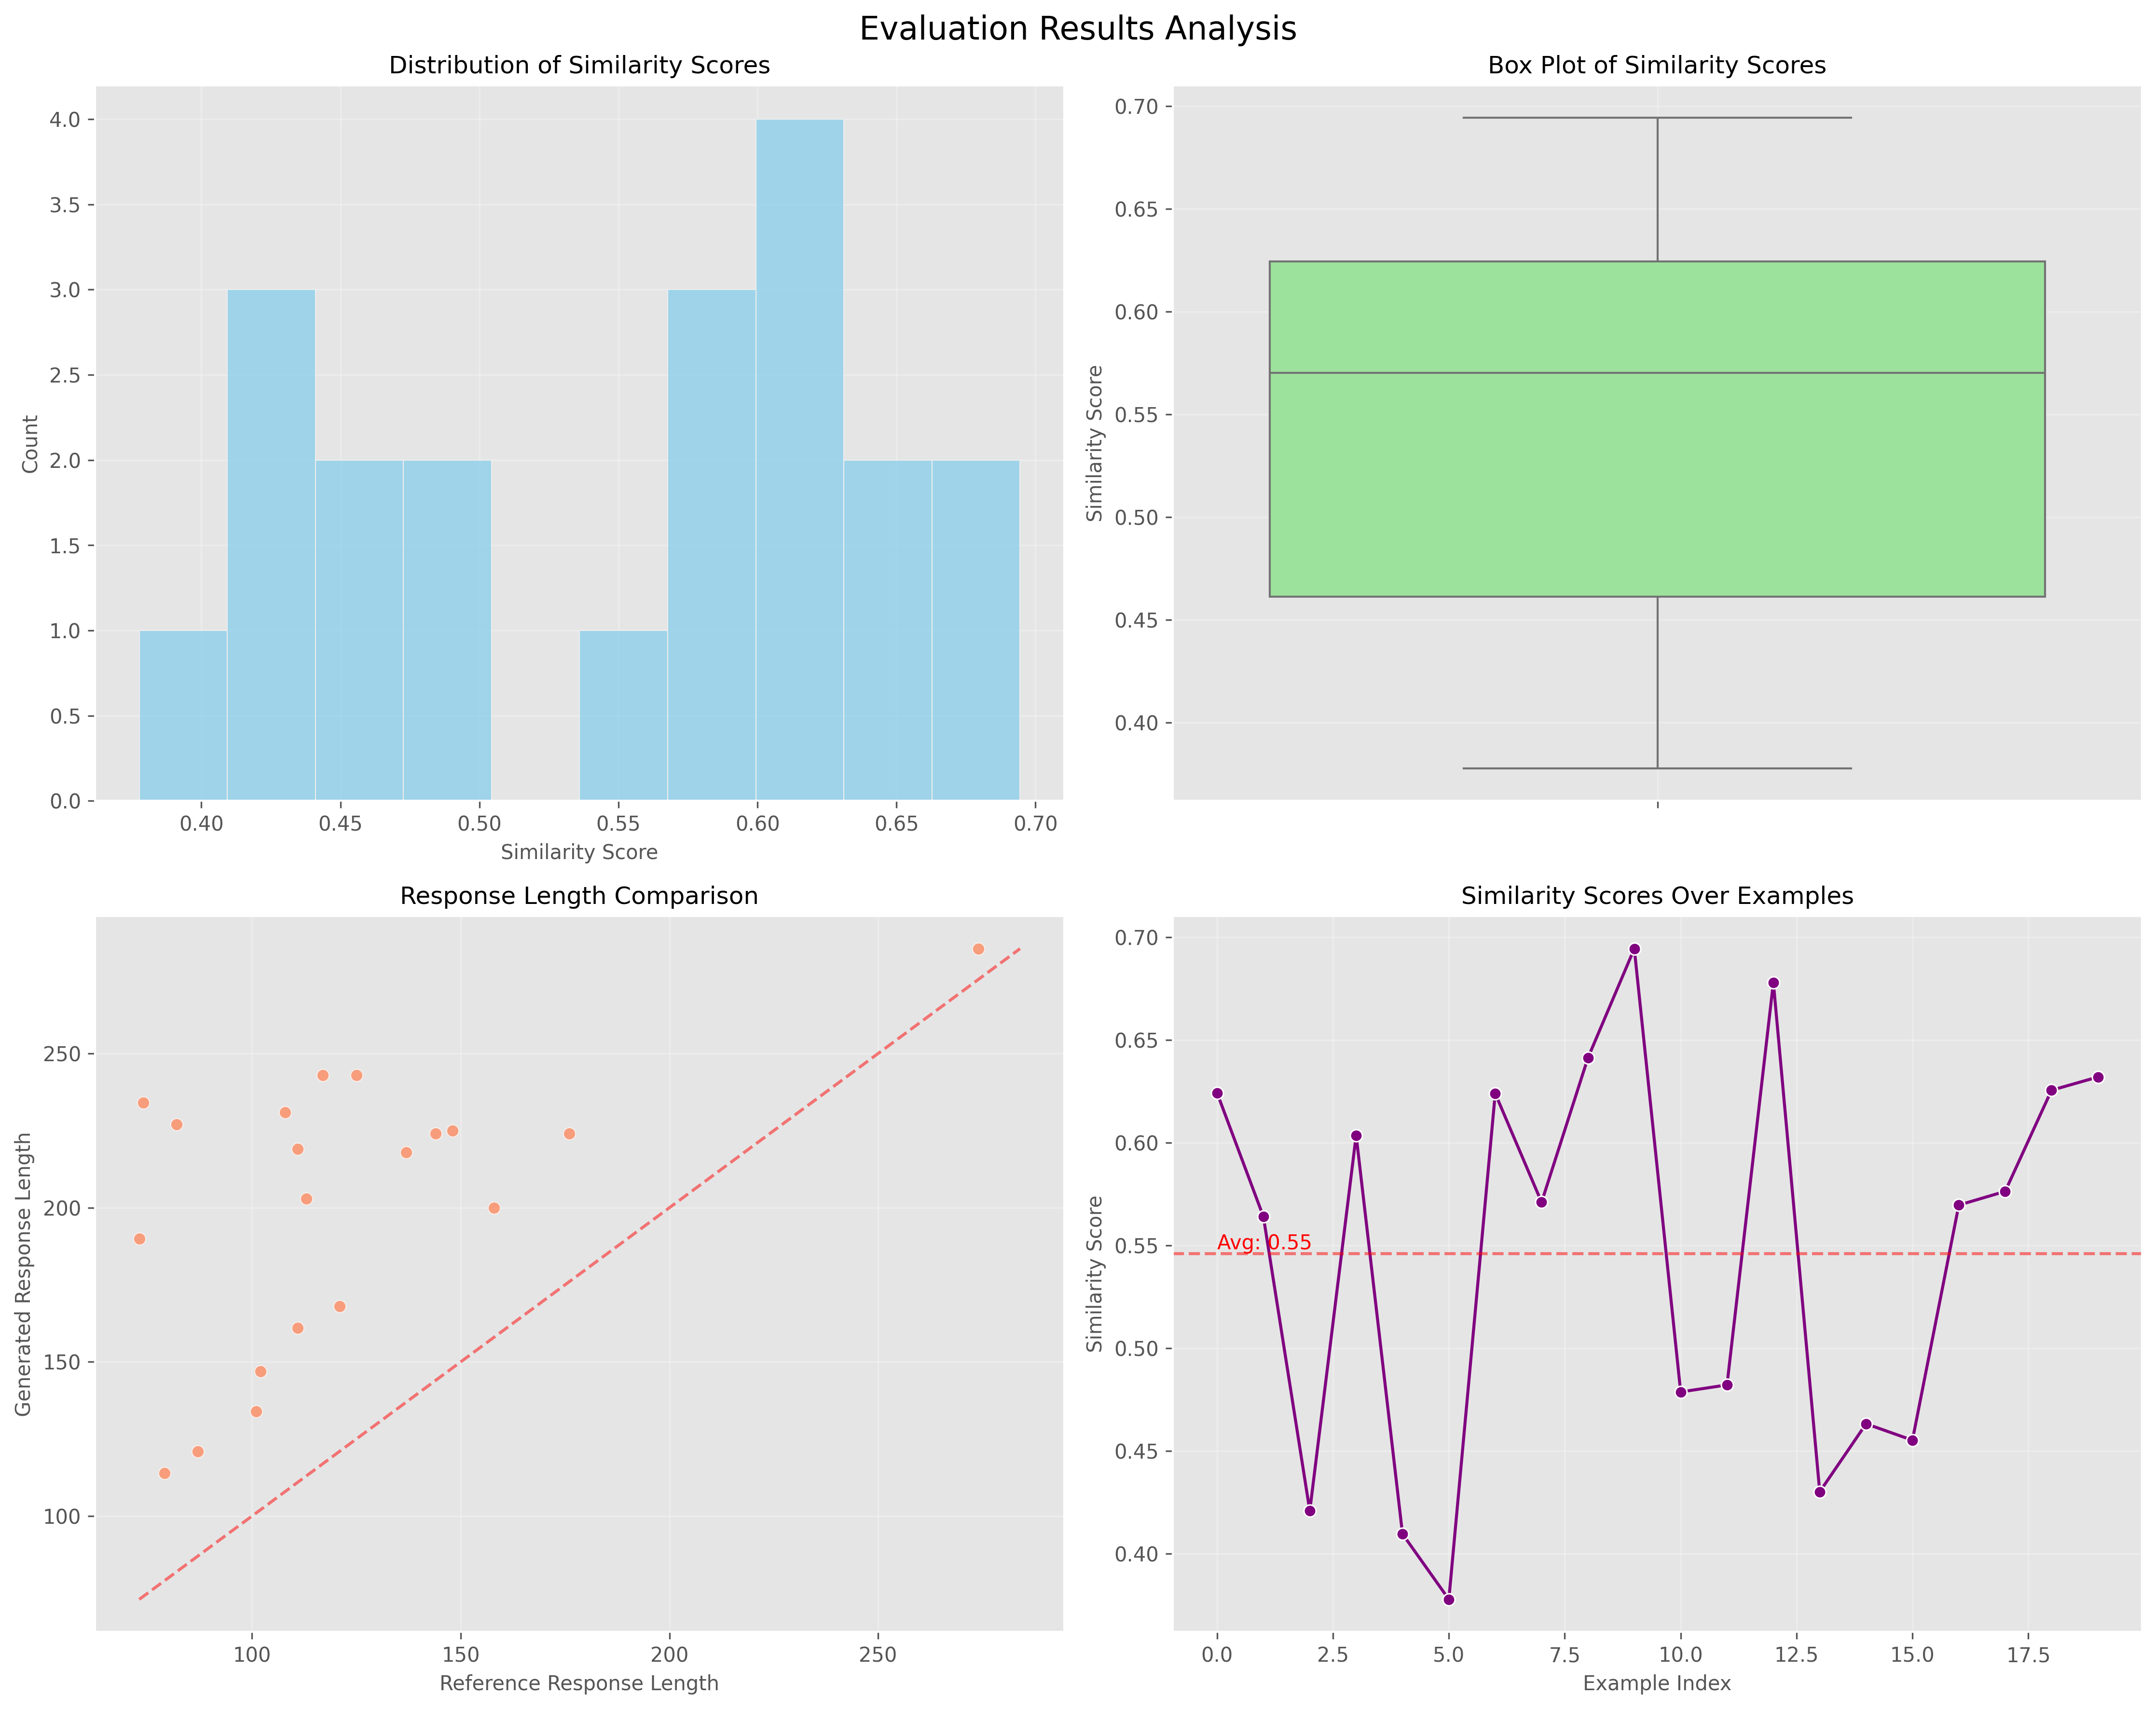 Evaluation Results Analysis
Distribution of Similarity Scores
4.0
3.5
3.0
2.5
2.0
1.5
1.0
0.5
0.0
Count
0.40 0.45 0.50 0.55 0.60 0.65 0.70
Similarity Score
Box Plot of Similarity Scores
0.70
0.65
0.60
0.55
0.50
0.45
0.40
Similarity Score
Response Length Comparison
250
200
150
100
Generated Response Length
100 150 200 250
Reference Response Length
Similarity Scores Over Examples
0.70
0.65
0.60
0.55
0.50
0.45
0.40
Similarity Score
Avg: 0.55
0.0 2.5 5.0 7.5 10.0 12.5 15.0 17.5
Example Index